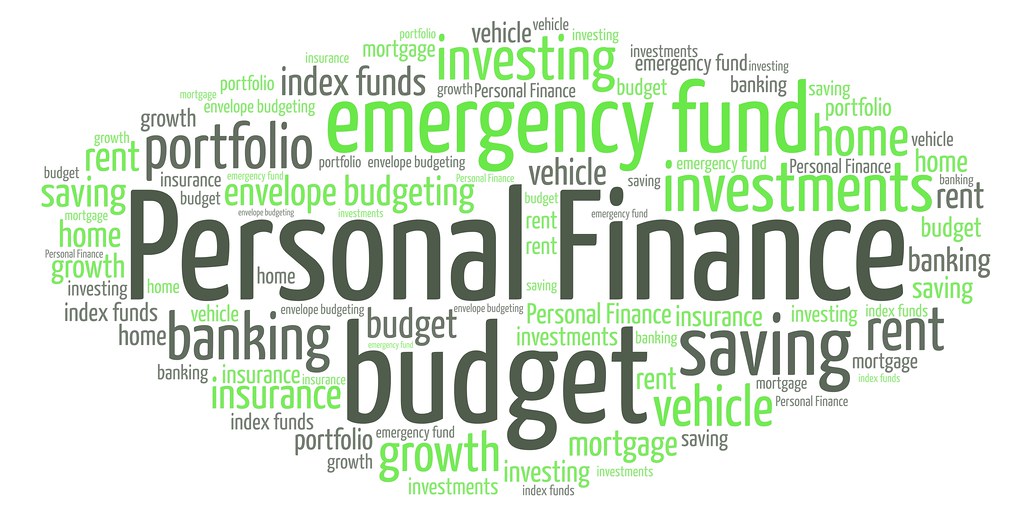 vehicle
vehicle
portfolio
investing
mortgage
investing
investments
insurance
emergency fund
investing
index funds
portfolio
growth
Personal Finance
budget
banking
saving
mortgage
envelope budgeting
emergency fund
portfolio
growth
home
vehicle
growth
portfolio
rent
portfolio
envelope budgeting
vehicle
emergency fund
Personal Finance
home
budget
insurance
emergency fund
Personal Finance
saving
investments
banking
saving
budget
envelope budgeting
budget
rent
mortgage
envelope budgeting
investments
rent
emergency fund
budget
home
Personal Finance
rent
Personal Finance
growth
home
banking
investing
home
saving
saving
index funds
vehicle
envelope budgeting
envelope budgeting
budget
Personal Finance
insurance
investing
index funds
rent
home
banking
emergency fund
investments
banking
saving
mortgage
banking
insurance
insurance
budget
rent
mortgage
index funds
insurance
vehicle
Personal Finance
index funds
emergency fund
portfolio
mortgage
saving
growth
growth
investing
investments
investments
index funds